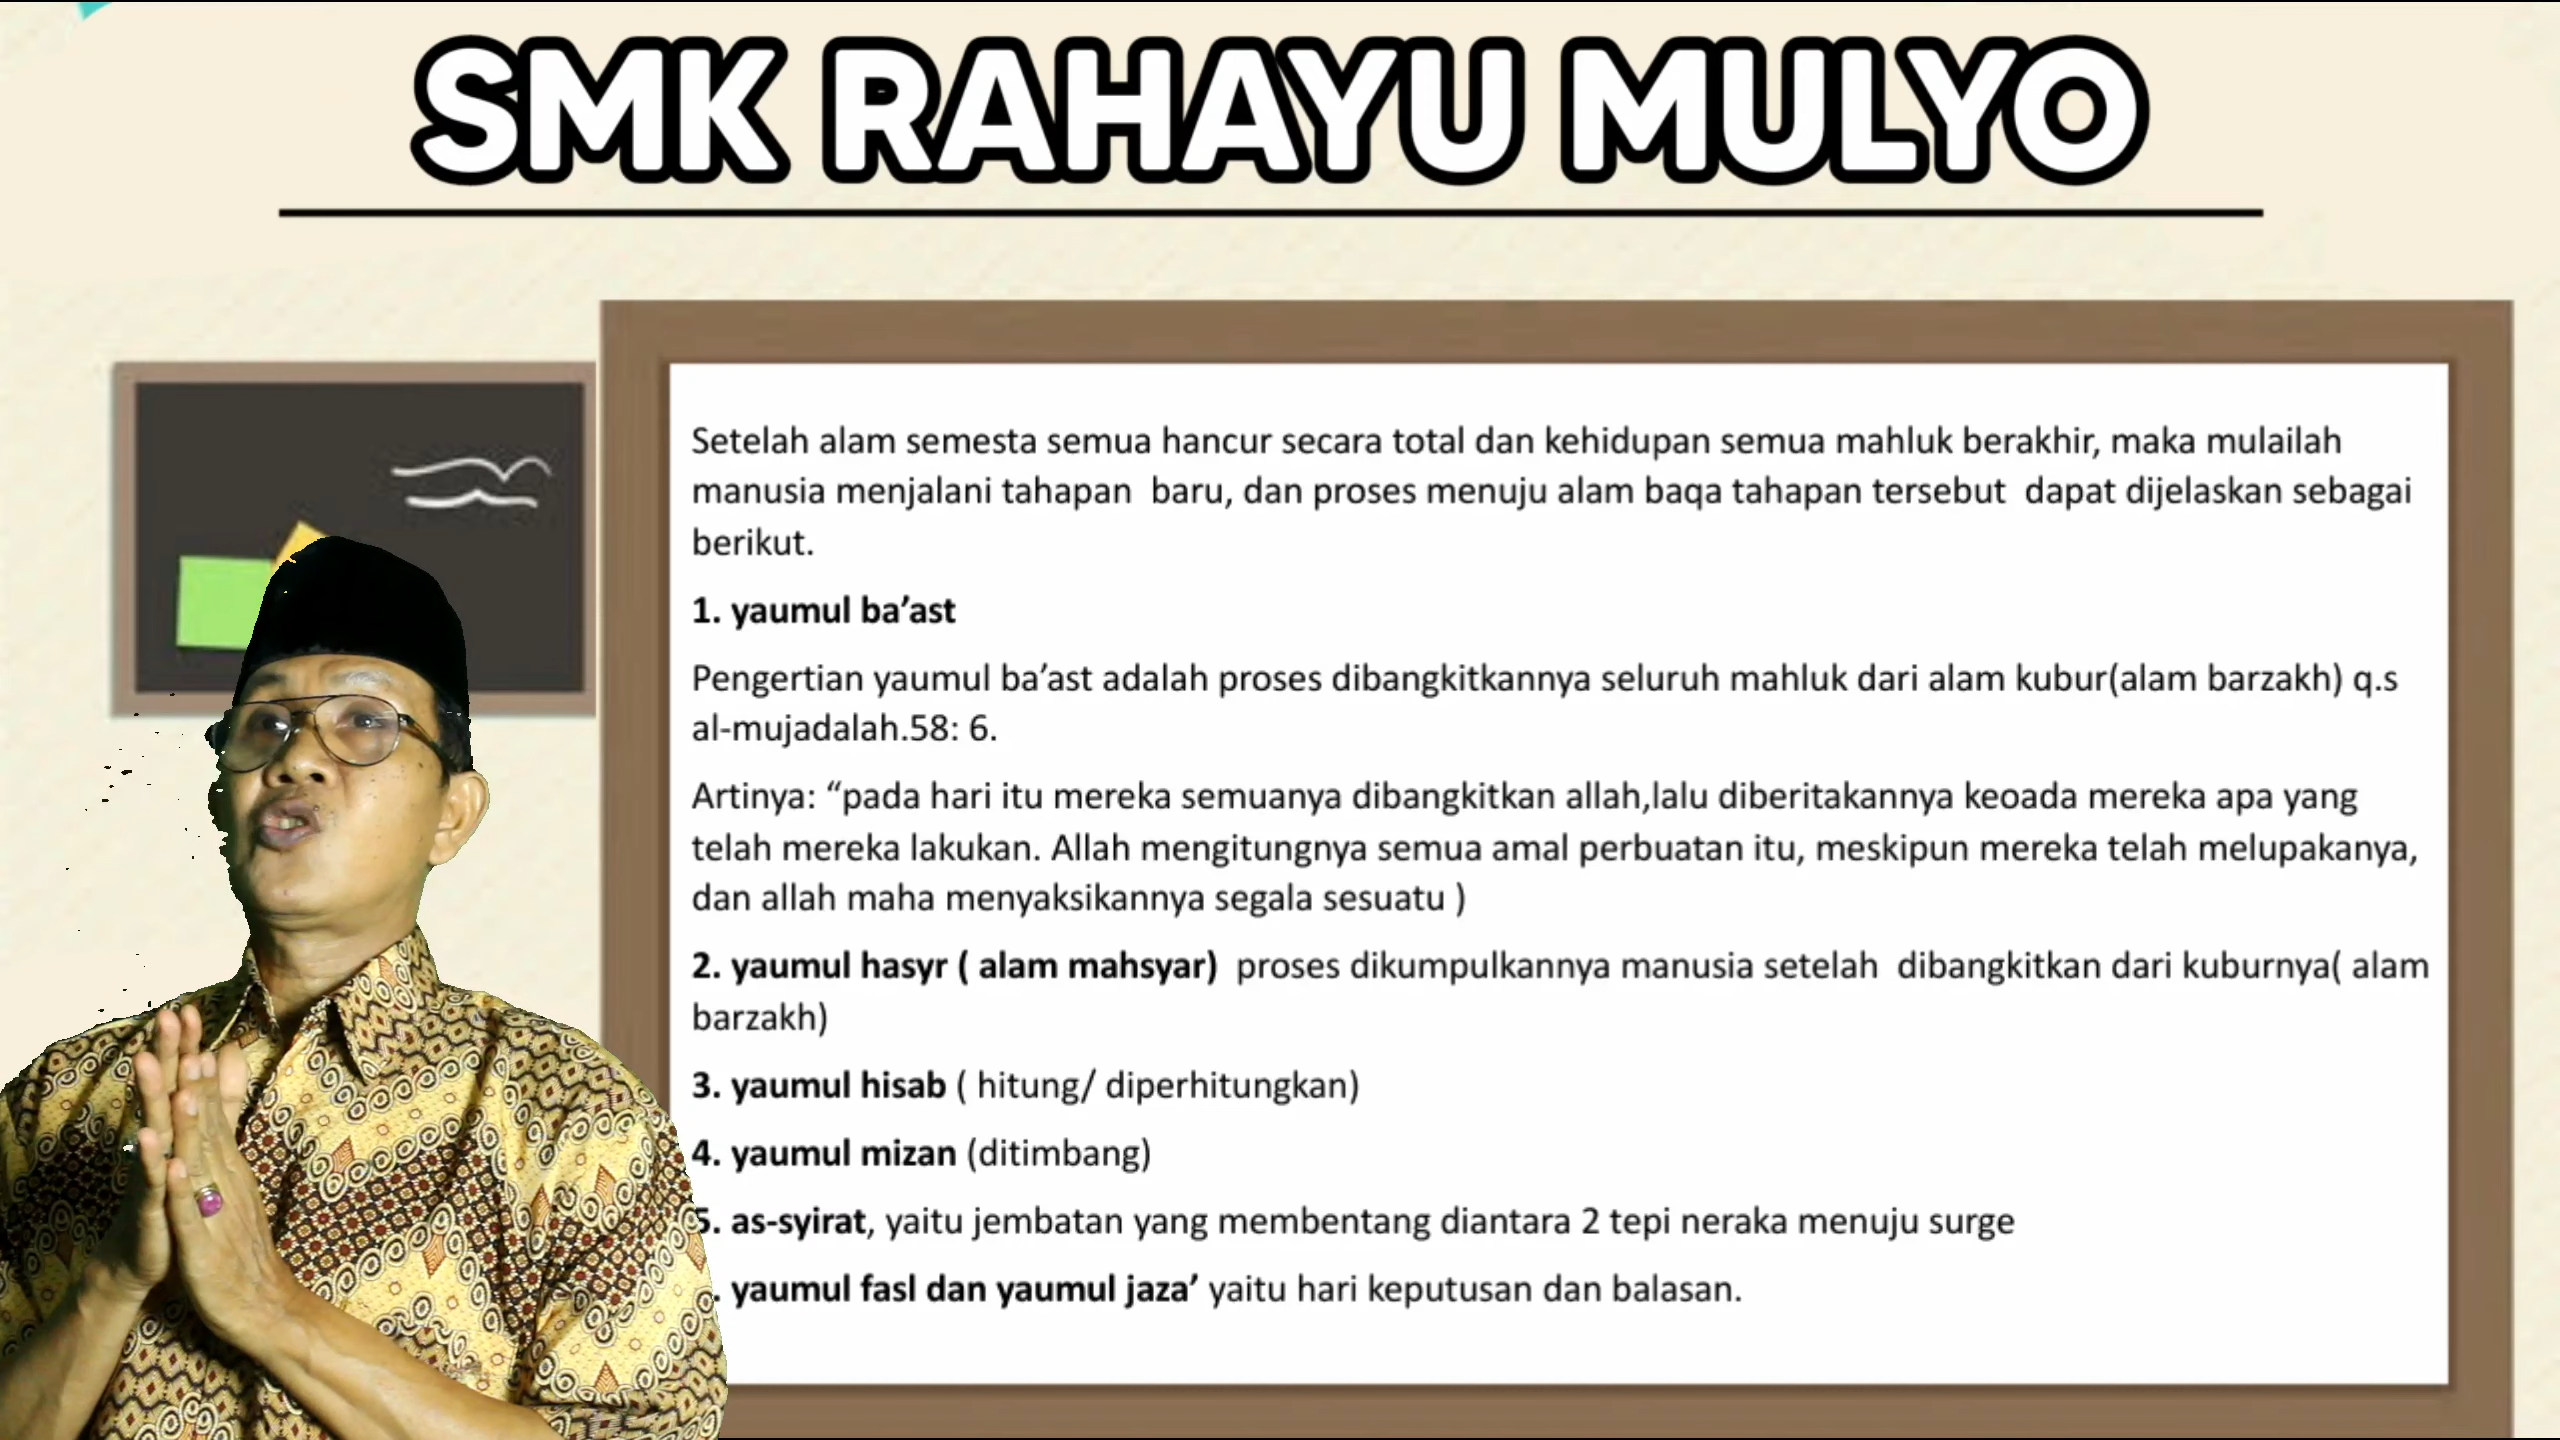 SMK RAHAYU MULYO
Setelah alam semesta semua hancur secara total dan kehidupan semua mahluk berakhir, maka mulailah
manusia menjalani tahapan baru, dan proses menuju alam baqa tahapan tersebut dapat dijelaskan sebagai
berikut.
1. yaumul ba’ast
Pengertian yaumul ba’ast adalah proses dibangkitkannya seluruh mahluk dari alam kubur(alam barzakh) q.s
al-mujadalah.58: 6.
Artinya: “pada hari itu mereka semuanya dibangkitkan allah,lalu diberitakannya keoada mereka apa yang
telah mereka lakukan. Allah mengitungnya semua amal perbuatan itu, meskipun mereka telah melupakanya,
dan allah maha menyaksikannya segala sesuatu )
2. yaumul hasyr ( alam mahsyar) proses dikumpulkannya manusia setelah dibangkitkan dari kuburnya( alam
barzakh)
3. yaumul hisab ( hitung/ diperhitungkan)
4. yaumul mizan (ditimbang)
5. as-syirat, yaitu jembatan yang membentang diantara 2 tepi neraka menuju surge
. yaumul fasl dan yaumul jaza’ yaitu hari keputusan dan balasan.